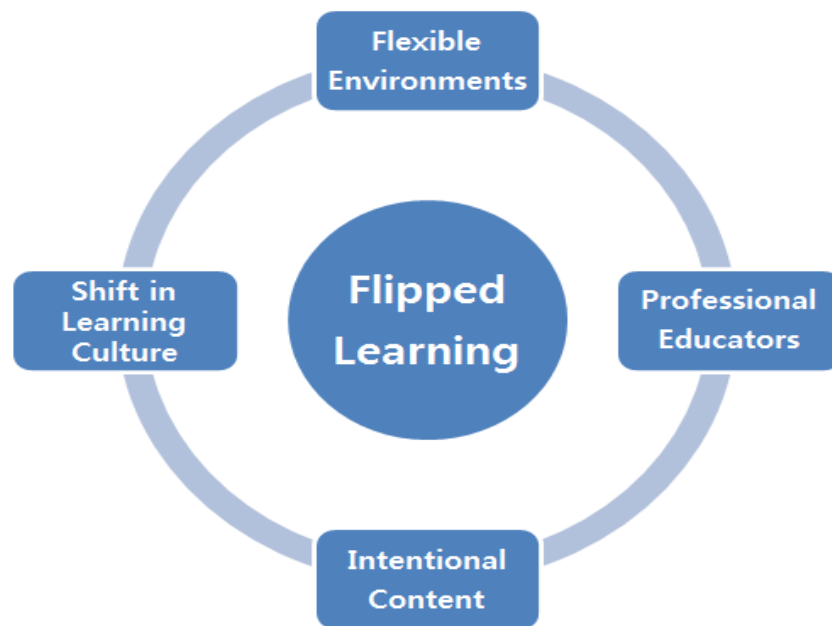 Flexible
Environments
Shift in
Learning
Culture
Flipped
Learning
Professional
Educators
Intentional
Content